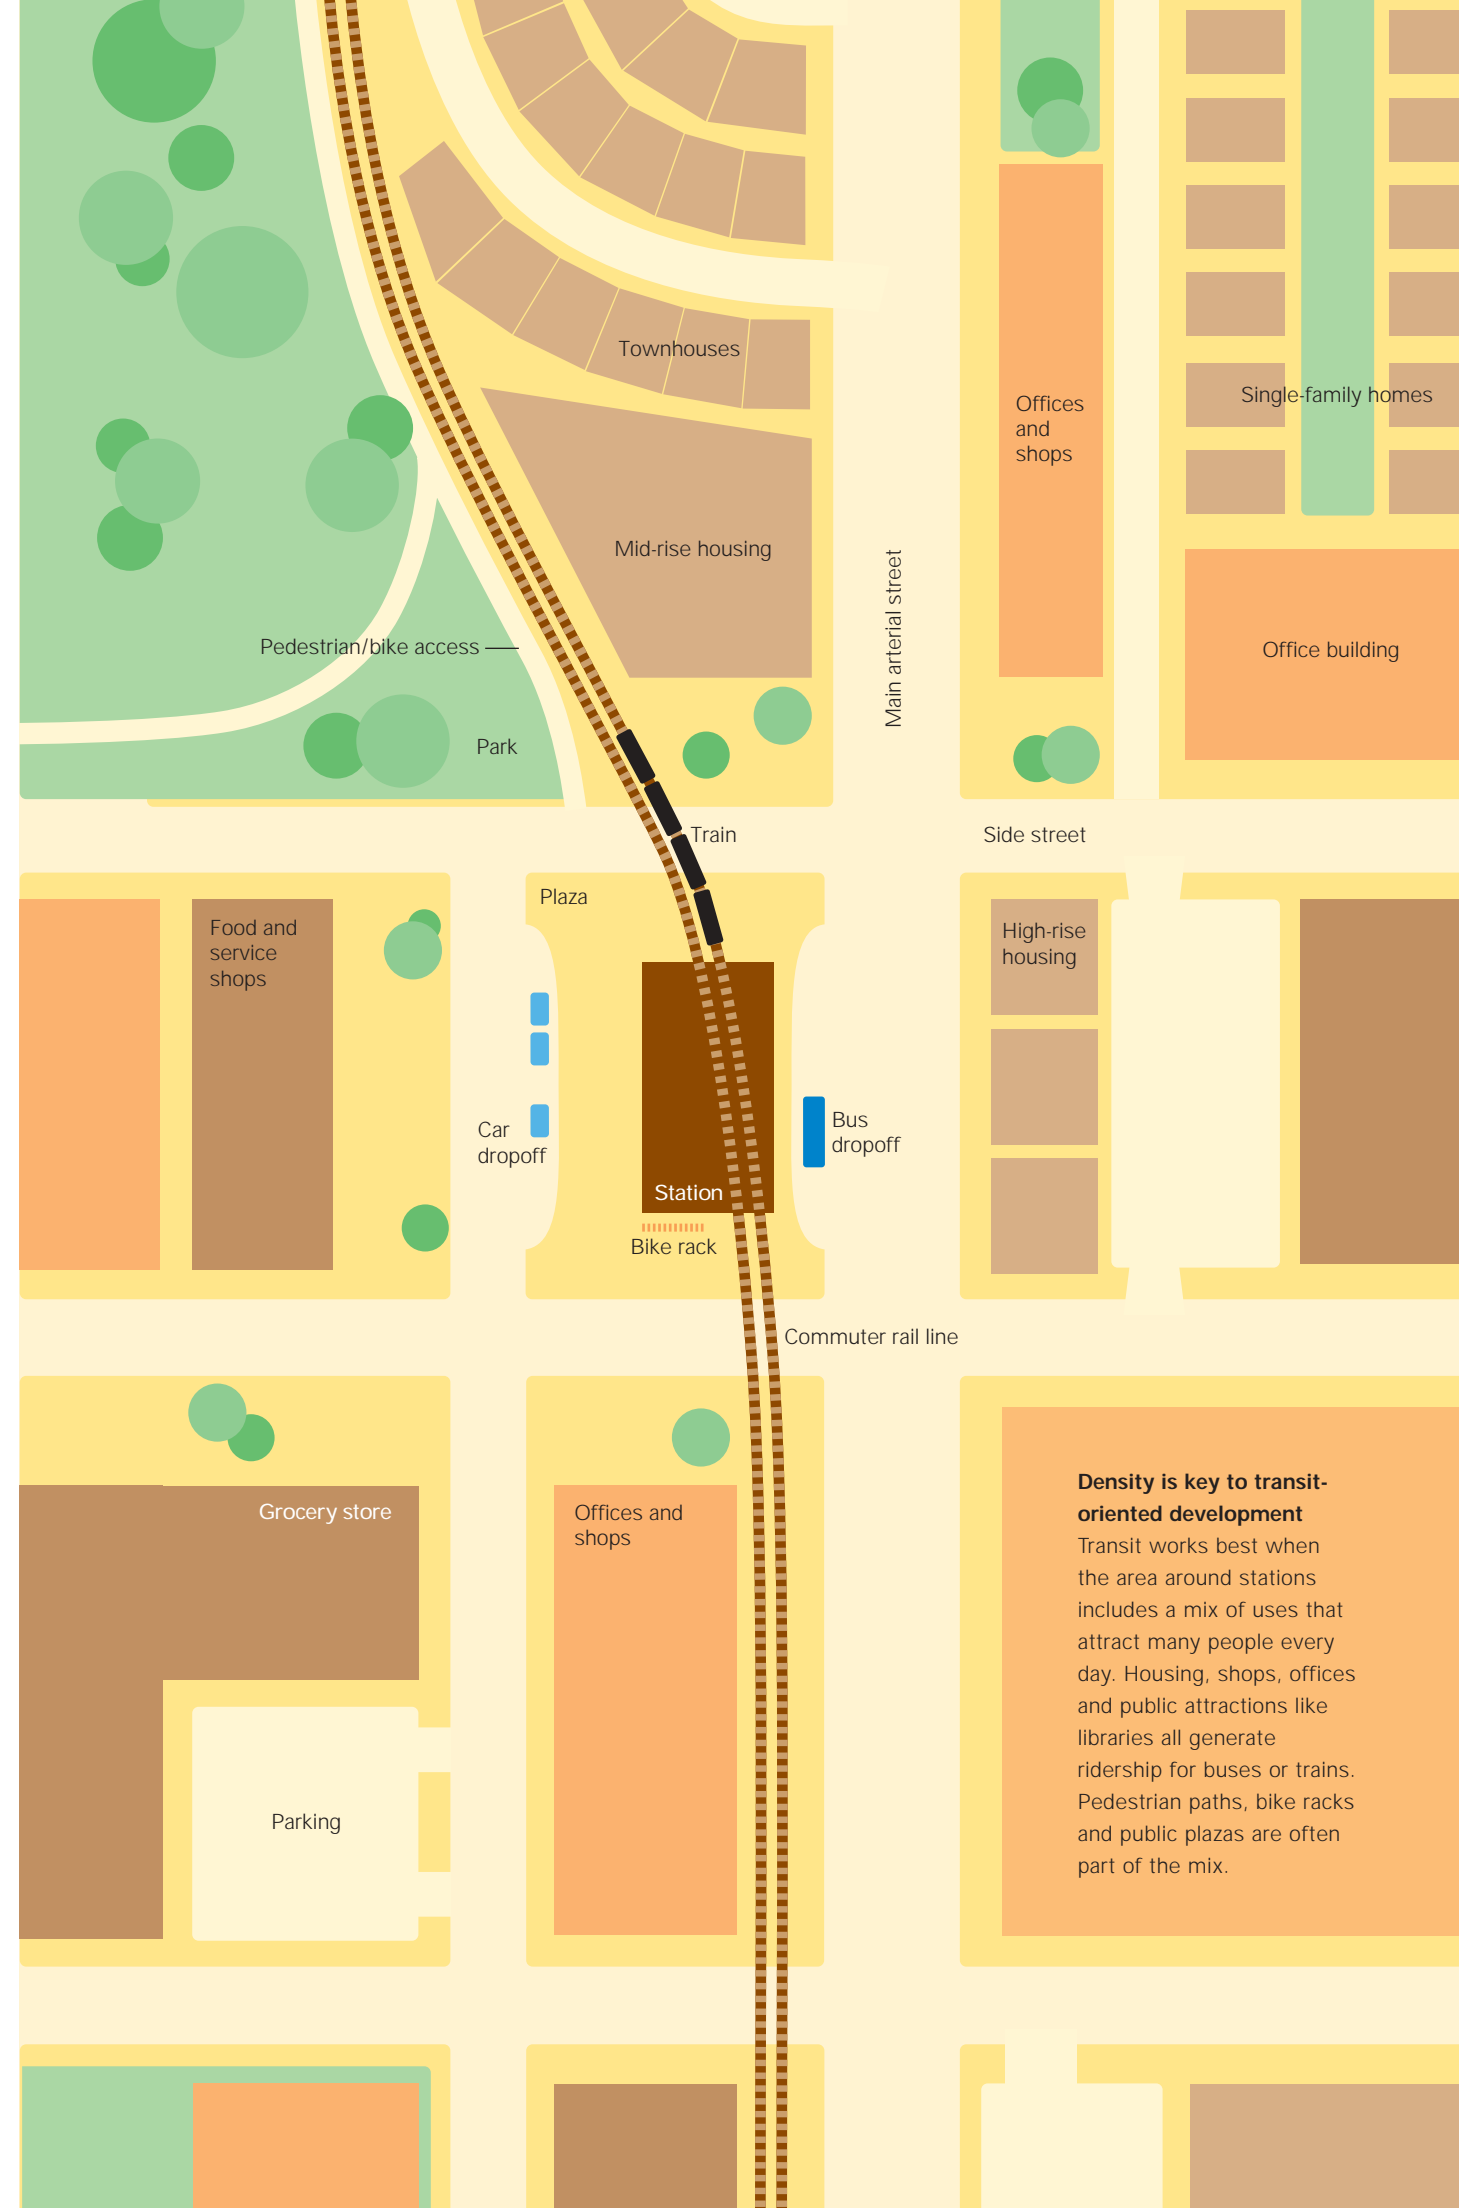 Townhouses
Offices
and
shops
Single-family homes
Mid-rise housing
Main arterial street
Pedestrian/bike access
Office building
Park
Train
Side street
Plaza
Food and
service
shops
High-rise
housing
Car
dropoff
Bus
dropoff
Station
Bike rack
Commuter rail line
Grocery store
Offices and
shops
Parking
Density is key to transit-
oriented development
Transit works best when
the area around stations
includes a mix of uses that
attract many people every
day. Housing, shops, offices
and public attractions like
libraries all generate
ridership for buses or trains.
Pedestrian paths, bike racks
and public plazas are often
part of the mix.